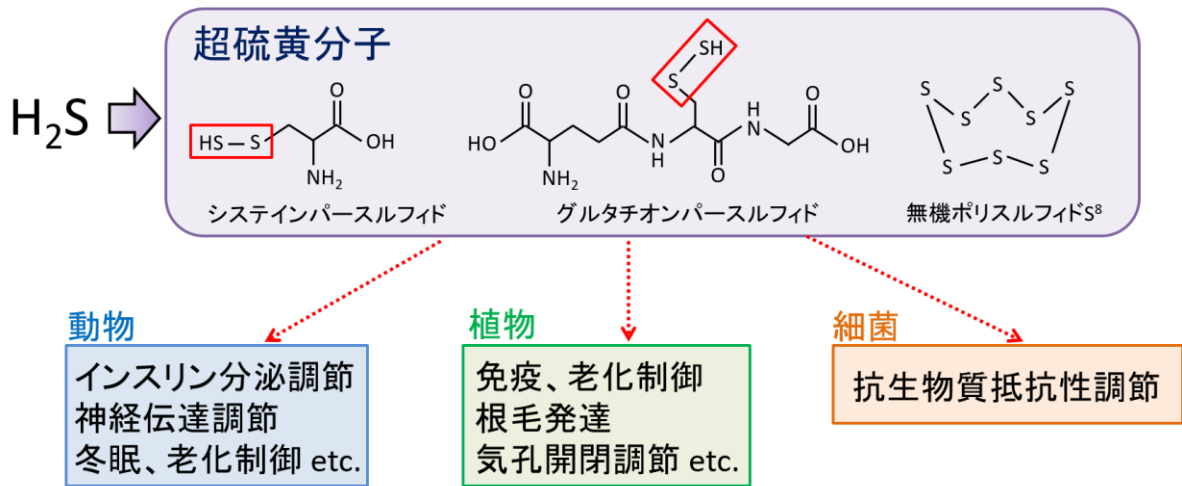 超硫黄分子
H₂S
HS－S
O
OH
NH₂
システインパースルフィド
SH
S
O
HO
NH₂
O
N
H
H
N
O
O
OH
グルタチオンパースルフィド
S S S S
S S
S S
無機ポリスルフィドS⁸
動物
インスリン分泌調節
神経伝達調節
冬眠、老化制御 etc.
植物
免疫、老化制御
根毛発達
気孔開閉調節 etc.
細菌
抗生物質抵抗性調節